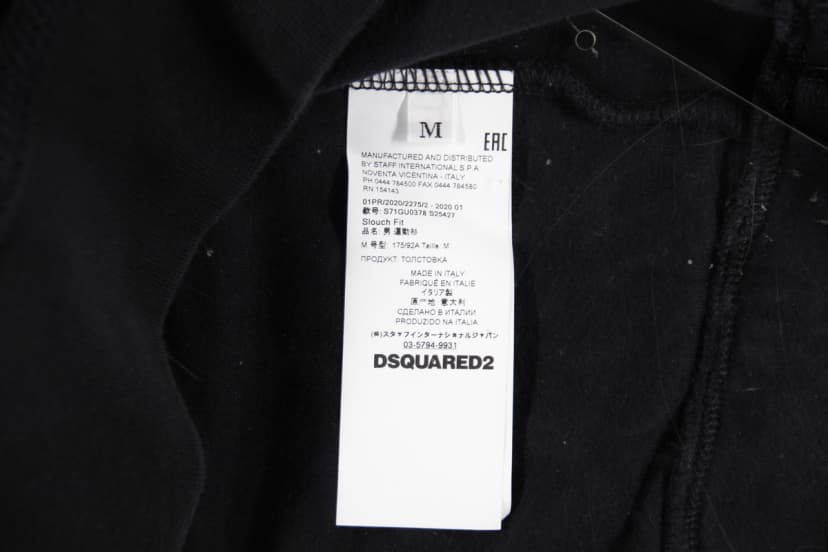 M
EAC
MANUFACTURED AND DISTRIBUTED
BY STAFF INTERNATIONAL S.P.A
NOVENTA VICENTINA - ITALY
PH 0444 784500 FAX 0444 784580
RN 154143
01PR/2020/2275/2 - 2020 01
款号: S71GU0378 S25427
Slouch Fit
品名: 男 運動衫
M 号型: 175/92A Taille: M
ПРОДУКТ: ТОЛСТОВКА
MADE IN ITALY
FABRIQUÉ EN ITALIE
イタリア製
原产地: 意大利
СДЕЛАНО В ИТАЛИИ
PRODUZIDO NA ITALIA
(株)スタッフインターナショナルジャパン
03-5794-9931
DSQUARED2